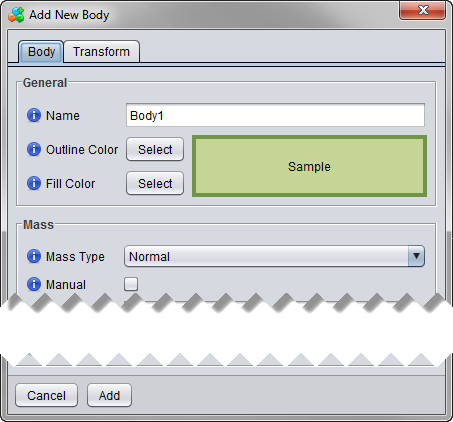 Add New Body
Body Transform
General
Name Body1
Outline Color Select
Sample
Fill Color Select
Mass
Mass Type Normal
Manual
Cancel Add